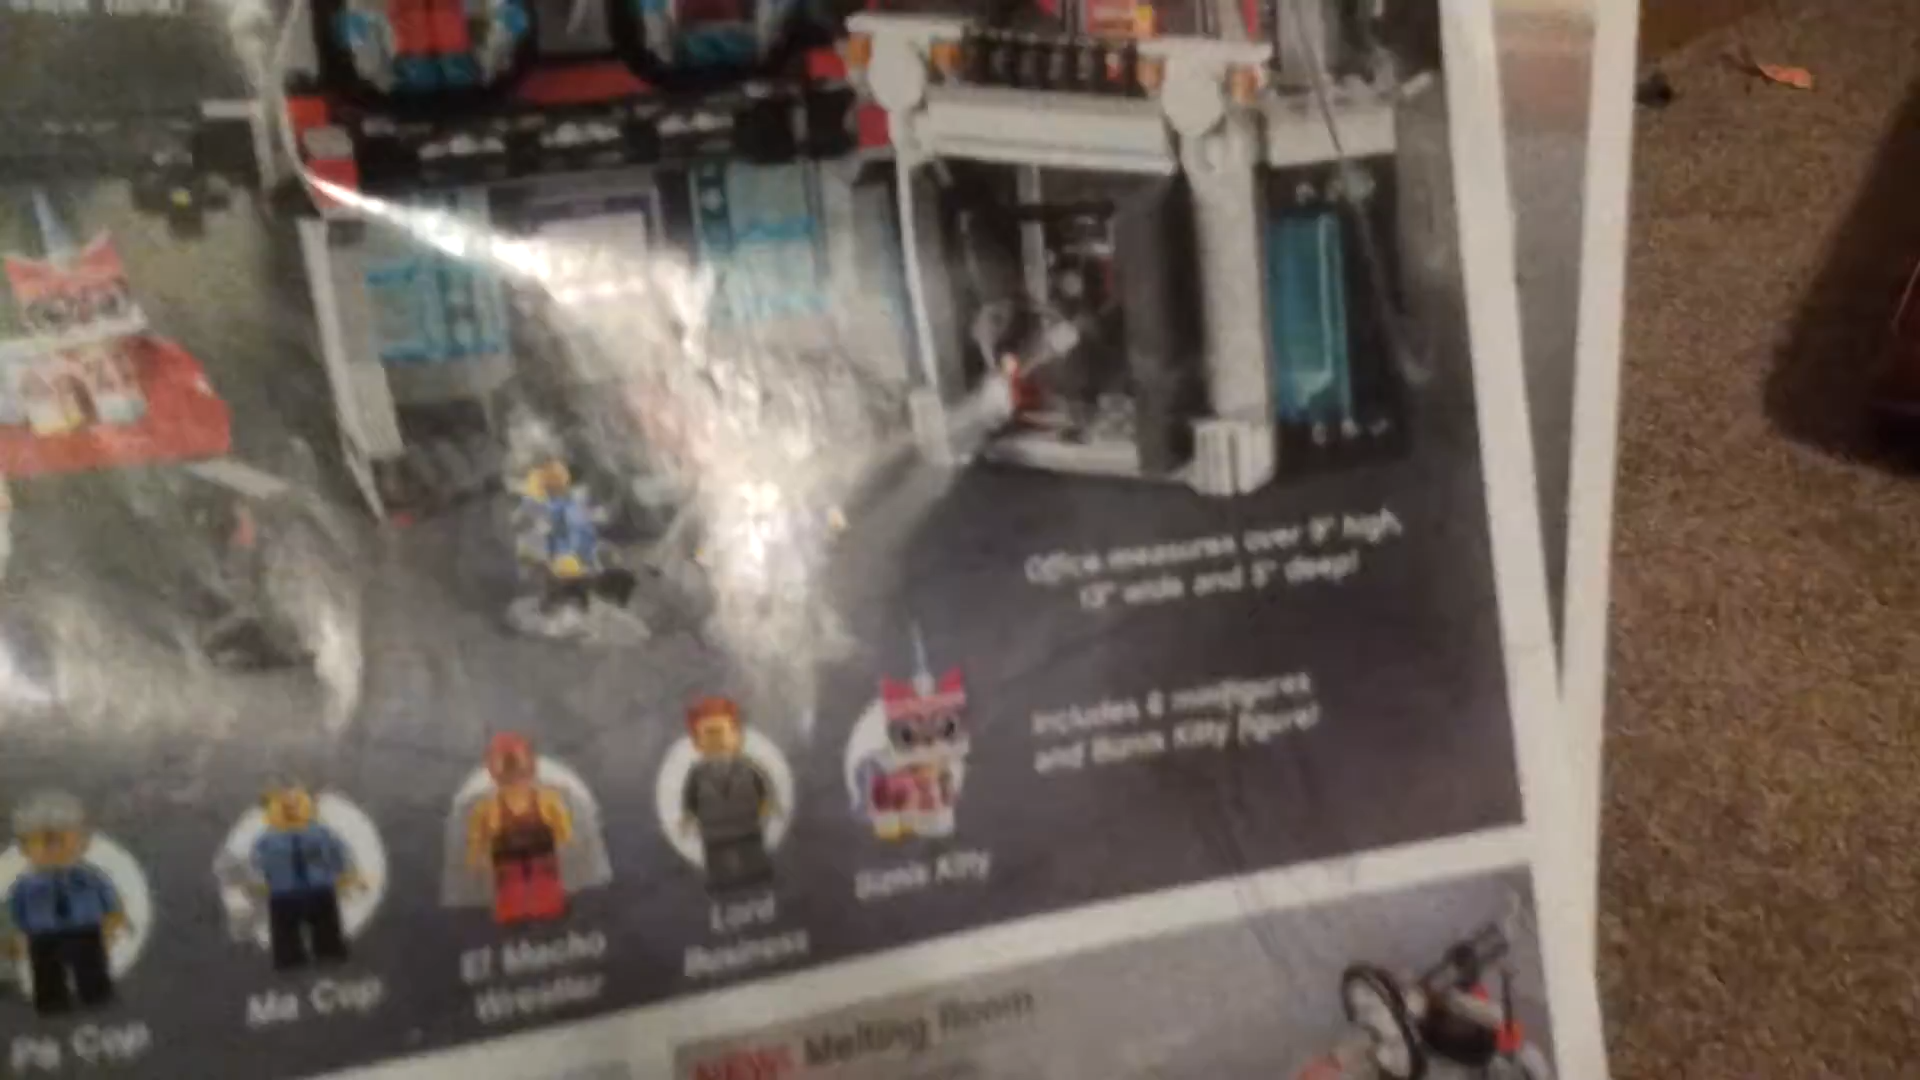 Office measures over 9" high,
12" wide and 5" deep!
Includes 6 minifigures
and Biznis Kitty figure!
Biznis Kitty
Lord
Business
El Macho
Wrestler
Ma Cop
Pa Cop
NEW! Melting Room